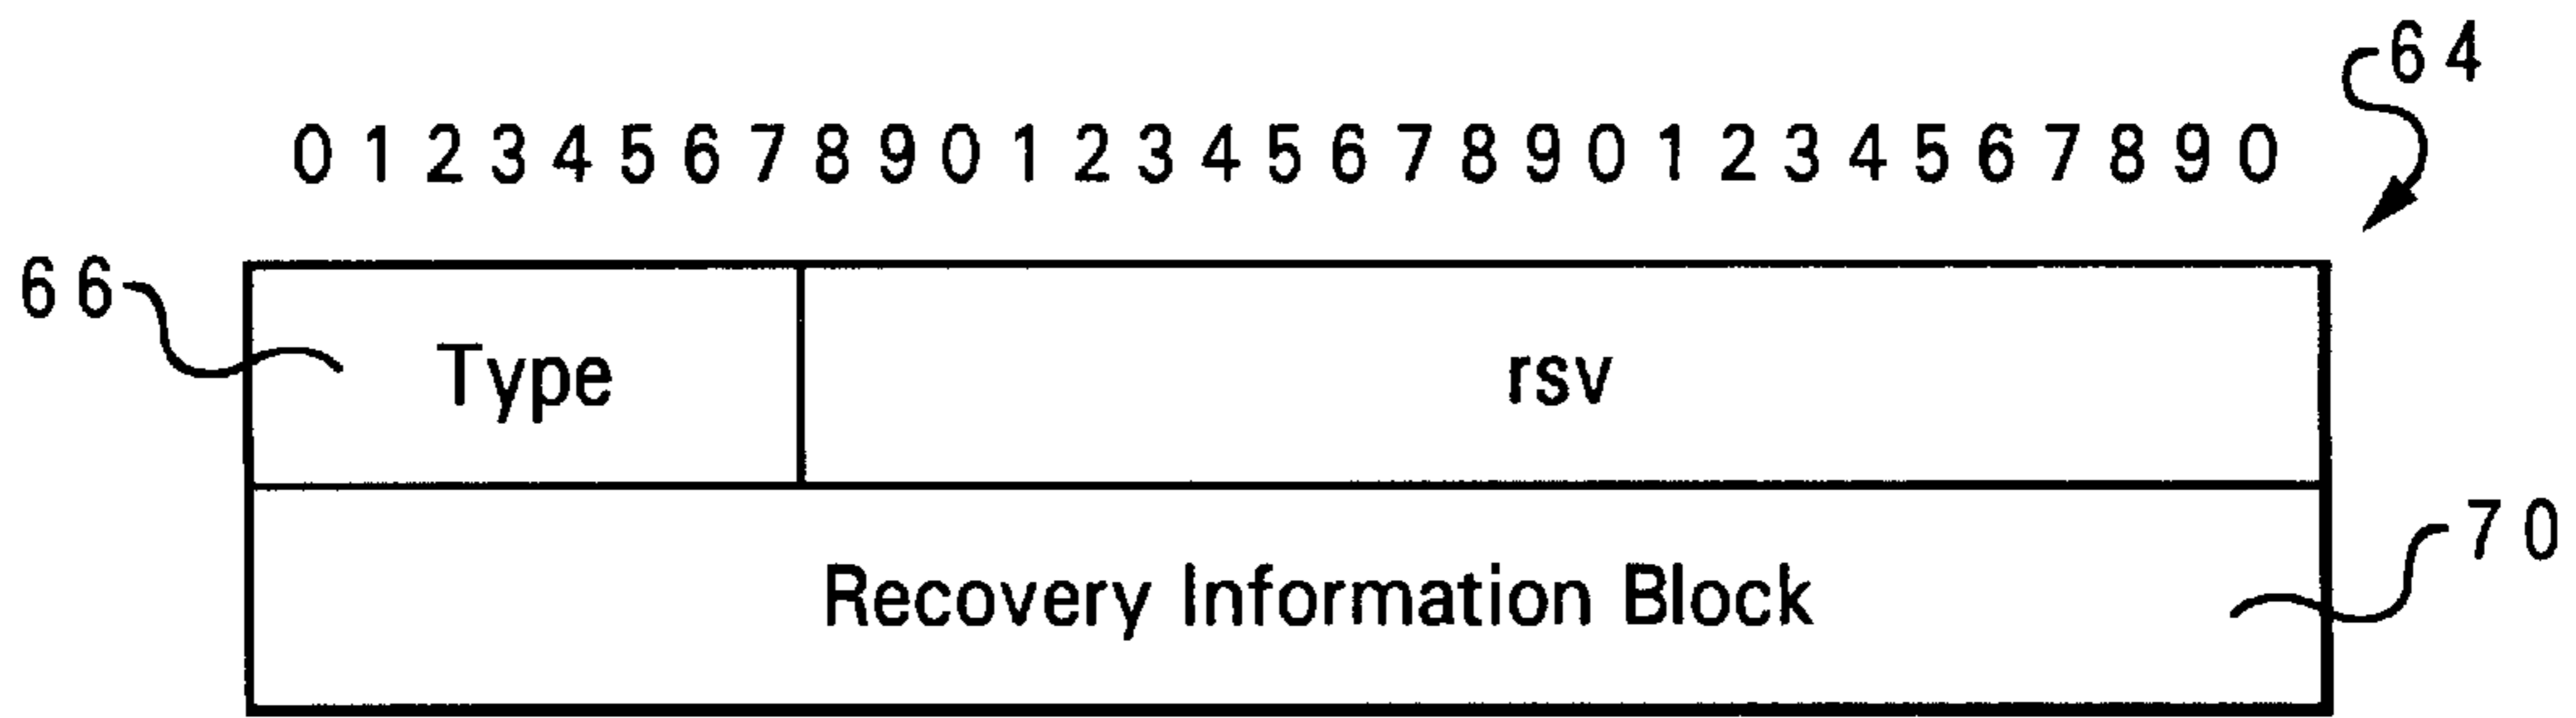 64
0 1 2 3 4 5 6 7 8 9 0 1 2 3 4 5 6 7 8 9 0 1 2 3 4 5 6 7 8 9 0
66
Type rsv
70
Recovery Information Block